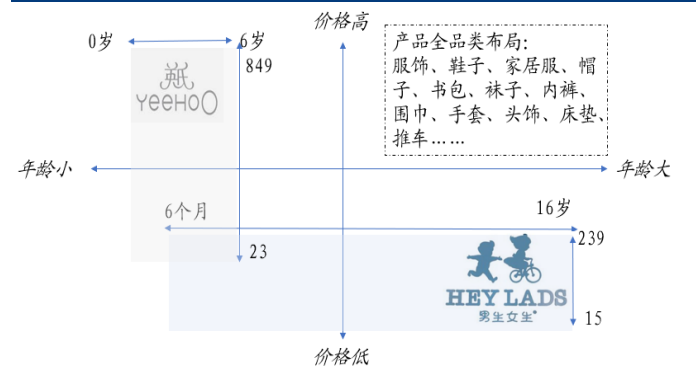 价格高
0岁
6岁
849
英氏
YeeHoO
产品全品类布局:
服饰、鞋子、家居服、帽
子、书包、袜子、内裤、
围巾、手套、头饰、床垫、
推车……
年龄小
年龄大
6个月
16岁
239
23
HEY LADS
男生女生
15
价格低